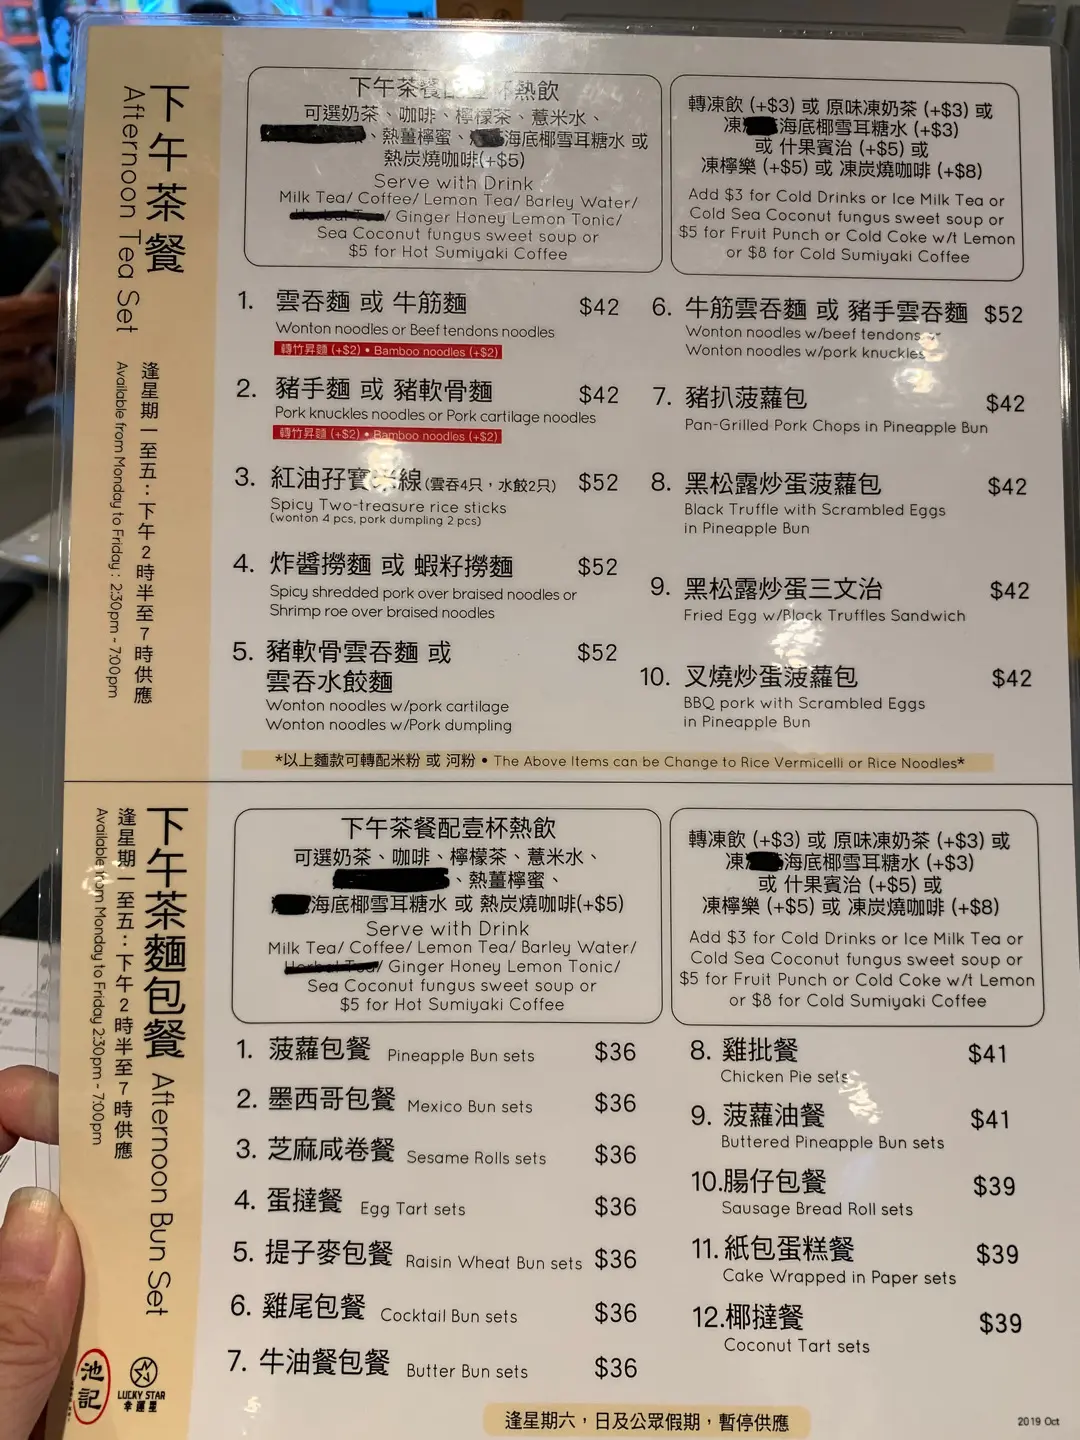 下午茶餐
Afternoon Tea Set
逢星期一至五：下午2時半至7時供應
Available from Monday to Friday : 2:30pm - 7:00pm
下午茶餐配壹杯熱飲
可選奶茶、咖啡、檸檬茶、薏米水、
、熱薑檸蜜、海底椰雪耳糖水 或
熱炭燒咖啡(+$5)
Serve with Drink
Milk Tea/ Coffee/ Lemon Tea/ Barley Water/
Herbal Tea/ Ginger Honey Lemon Tonic/
Sea Coconut fungus sweet soup or
$5 for Hot Sumiyaki Coffee
轉凍飲 (+$3) 或 原味凍奶茶 (+$3) 或
凍海底椰雪耳糖水 (+$3)
或 什果賓治 (+$5) 或
凍檸樂 (+$5) 或 凍炭燒咖啡 (+$8)
Add $3 for Cold Drinks or Ice Milk Tea or
Cold Sea Coconut fungus sweet soup or
$5 for Fruit Punch or Cold Coke w/t Lemon
or $8 for Cold Sumiyaki Coffee
1. 雲吞麵 或 牛筋麵 $42
Wonton noodles or Beef tendons noodles
轉竹昇麵 (+$2) • Bamboo noodles (+$2)
2. 豬手麵 或 豬軟骨麵 $42
Pork knuckles noodles or Pork cartilage noodles
轉竹昇麵 (+$2) • Bamboo noodles (+$2)
3. 紅油孖寶米線 (雲吞4只，水餃2只) $52
Spicy Two-treasure rice sticks
(wonton 4 pcs, pork dumpling 2 pcs)
4. 炸醬撈麵 或 蝦籽撈麵 $52
Spicy shredded pork over braised noodles or
Shrimp roe over braised noodles
5. 豬軟骨雲吞麵 或 $52
雲吞水餃麵
Wonton noodles w/pork cartilage
Wonton noodles w/Pork dumpling
6. 牛筋雲吞麵 或 豬手雲吞麵 $52
Wonton noodles w/beef tendons or
Wonton noodles w/pork knuckles
7. 豬扒菠蘿包 $42
Pan-Grilled Pork Chops in Pineapple Bun
8. 黑松露炒蛋菠蘿包 $42
Black Truffle with Scrambled Eggs
in Pineapple Bun
9. 黑松露炒蛋三文治 $42
Fried Egg w/Black Truffles Sandwich
10. 叉燒炒蛋菠蘿包 $42
BBQ pork with Scrambled Eggs
in Pineapple Bun
*以上麵款可轉配米粉 或 河粉 • The Above Items can be Change to Rice Vermicelli or Rice Noodles*
下午茶麵包餐 Afternoon Bun Set
逢星期一至五：下午2時半至7時供應
Available from Monday to Friday 2:30pm - 7:00pm
下午茶餐配壹杯熱飲
可選奶茶、咖啡、檸檬茶、薏米水、
、熱薑檸蜜、
海底椰雪耳糖水 或 熱炭燒咖啡(+$5)
Serve with Drink
Milk Tea/ Coffee/ Lemon Tea/ Barley Water/
Herbal Tea/ Ginger Honey Lemon Tonic/
Sea Coconut fungus sweet soup or
$5 for Hot Sumiyaki Coffee
轉凍飲 (+$3) 或 原味凍奶茶 (+$3) 或
凍海底椰雪耳糖水 (+$3)
或 什果賓治 (+$5) 或
凍檸樂 (+$5) 或 凍炭燒咖啡 (+$8)
Add $3 for Cold Drinks or Ice Milk Tea or
Cold Sea Coconut fungus sweet soup or
$5 for Fruit Punch or Cold Coke w/t Lemon
or $8 for Cold Sumiyaki Coffee
1. 菠蘿包餐 Pineapple Bun sets $36
2. 墨西哥包餐 Mexico Bun sets $36
3. 芝麻咸卷餐 Sesame Rolls sets $36
4. 蛋撻餐 Egg Tart sets $36
5. 提子麥包餐 Raisin Wheat Bun sets $36
6. 雞尾包餐 Cocktail Bun sets $36
7. 牛油餐包餐 Butter Bun sets $36
8. 雞批餐 $41
Chicken Pie sets
9. 菠蘿油餐 $41
Buttered Pineapple Bun sets
10. 腸仔包餐 $39
Sausage Bread Roll sets
11. 紙包蛋糕餐 $39
Cake Wrapped in Paper sets
12. 椰撻餐 $39
Coconut Tart sets
池記
LUCKY STAR
幸運星
逢星期六，日及公眾假期，暫停供應
2019 Oct